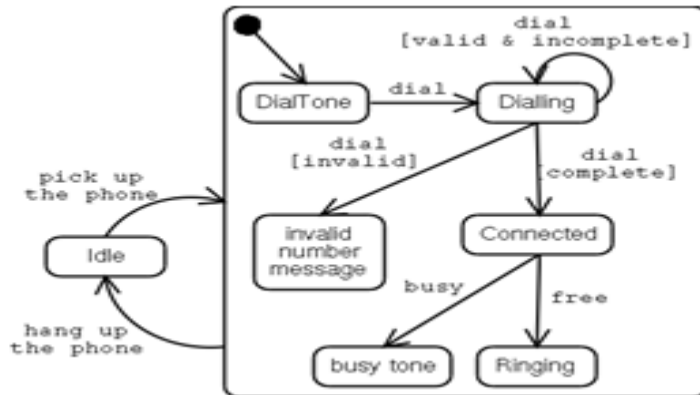 dial
[valid & incomplete]
DialTone
dial
Dialling
dial
[invalid]
dial
[complete]
pick up
the phone
Idle
invalid
number
message
Connected
busy
free
hang up
the phone
busy tone
Ringing